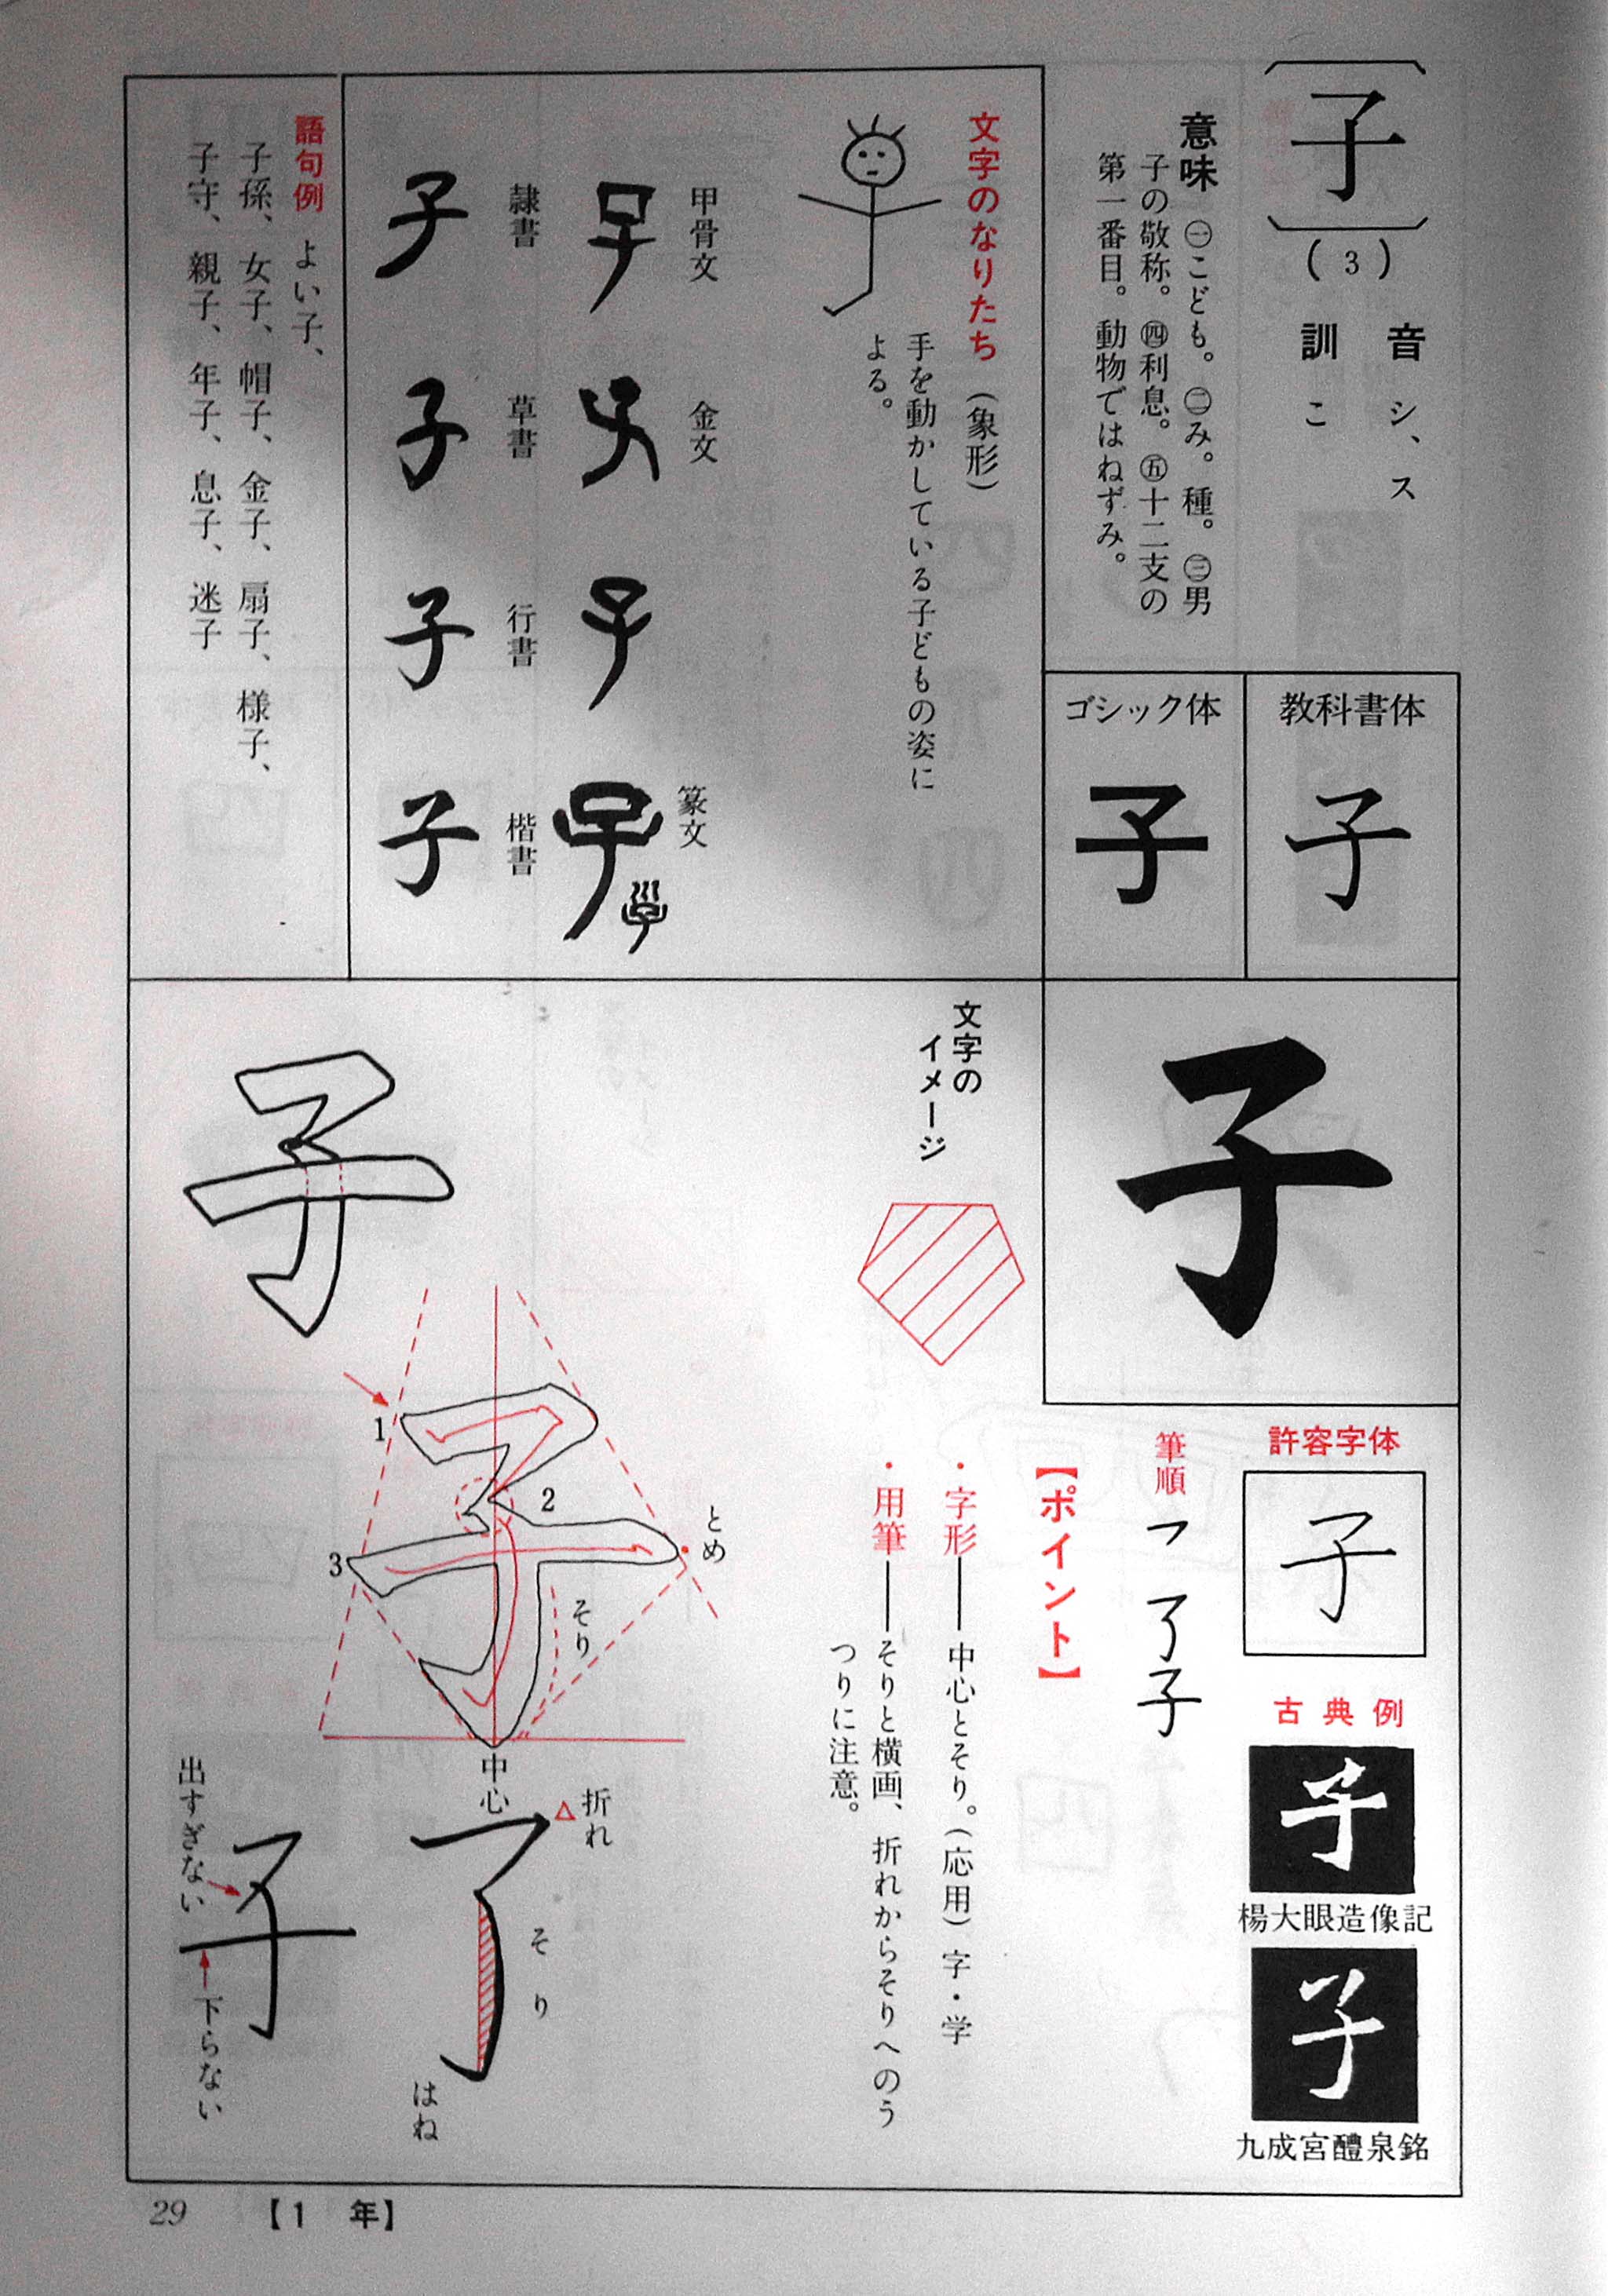 子
(3)
音 シ、ス
訓 こ
意味 ㊀こども。㊁み。種。㊂男
子の敬称。㊃利息。㊄十二支の
第一番目。動物ではねずみ。
教科書体
子
ゴシック体
子
文字のなりたち(象形)
手を動かしている子どもの姿に
よる。
甲骨文
金文
篆文
隷書
子
草書
子
行書
子
楷書
子
語句例 よい子、
子孫、女子、帽子、金子、扇子、様子、
子守、親子、年子、息子、迷子
子
許容字体
子
古典例
子
楊大眼造像記
子
九成宮醴泉銘
筆順 フ 了 子
【ポイント】
・字形――中心とそり。(応用)字・学
・用筆――そりと横画、折れからそりへのう
つりに注意。
文字の
イメージ
子
1
2
3
とめ
そり
中心
折れ
△
そり
はね
出すぎない
下らない
29 【1 年】